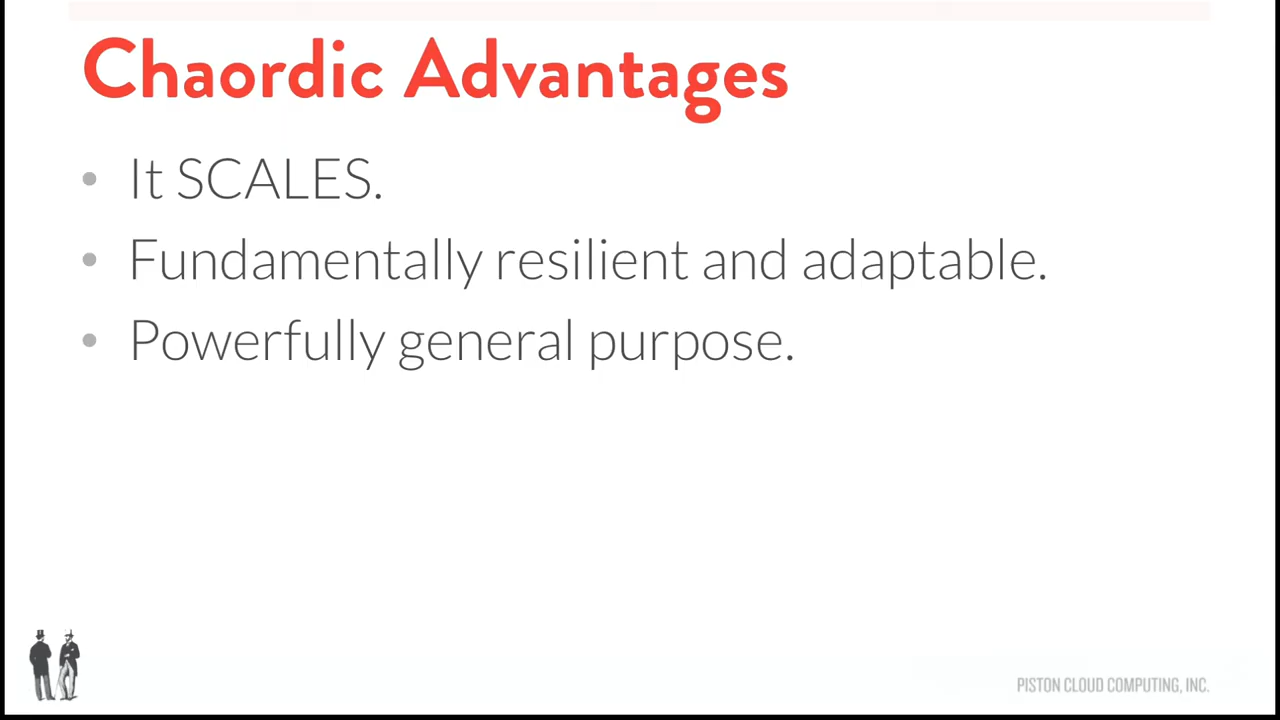 Chaordic Advantages
• It SCALES.
• Fundamentally resilient and adaptable.
• Powerfully general purpose.
PISTON CLOUD COMPUTING, INC.